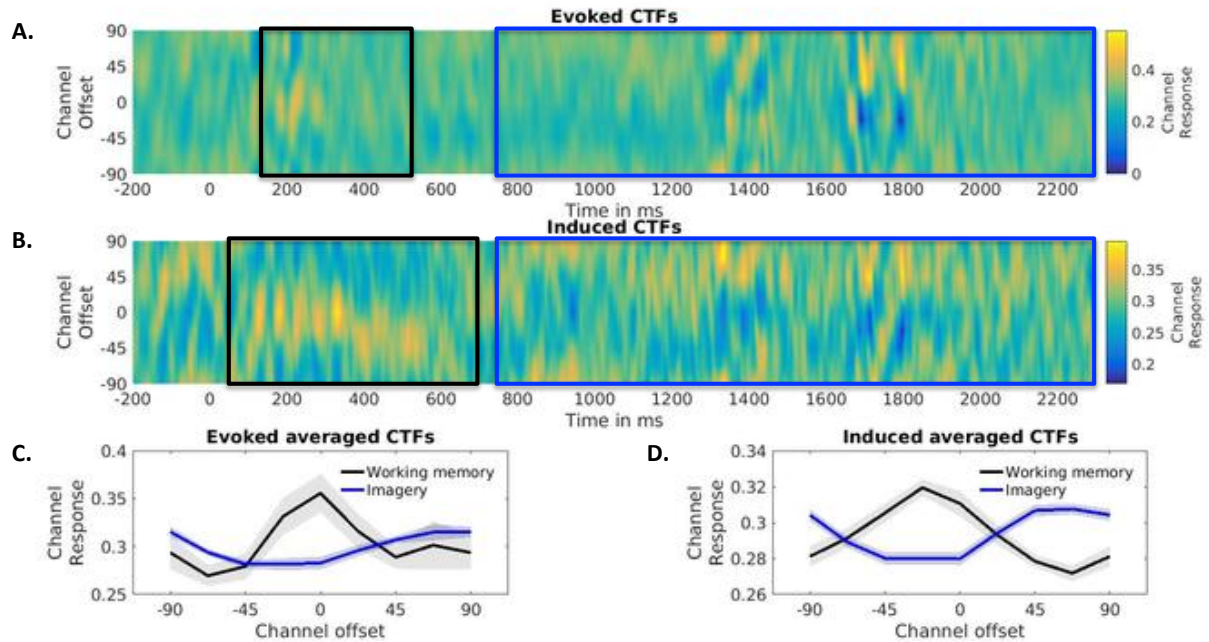 A.
Evoked CTFs
Channel
Offset
90
45
0
-45
-90
-200 0 200 400 600 800 1000 1200 1400 1600 1800 2000 2200
Time in ms
0.4
0.2
0
Channel
Response
B.
Induced CTFs
Channel
Offset
90
45
0
-45
-90
-200 0 200 400 600 800 1000 1200 1400 1600 1800 2000 2200
Time in ms
0.35
0.3
0.25
0.2
Channel
Response
C.
Evoked averaged CTFs
Channel
Response
0.4
0.35
0.3
0.25
Working memory
Imagery
-90 -45 0 45 90
Channel offset
D.
Induced averaged CTFs
Channel
Response
0.34
0.32
0.3
0.28
0.26
Working memory
Imagery
-90 -45 0 45 90
Channel offset